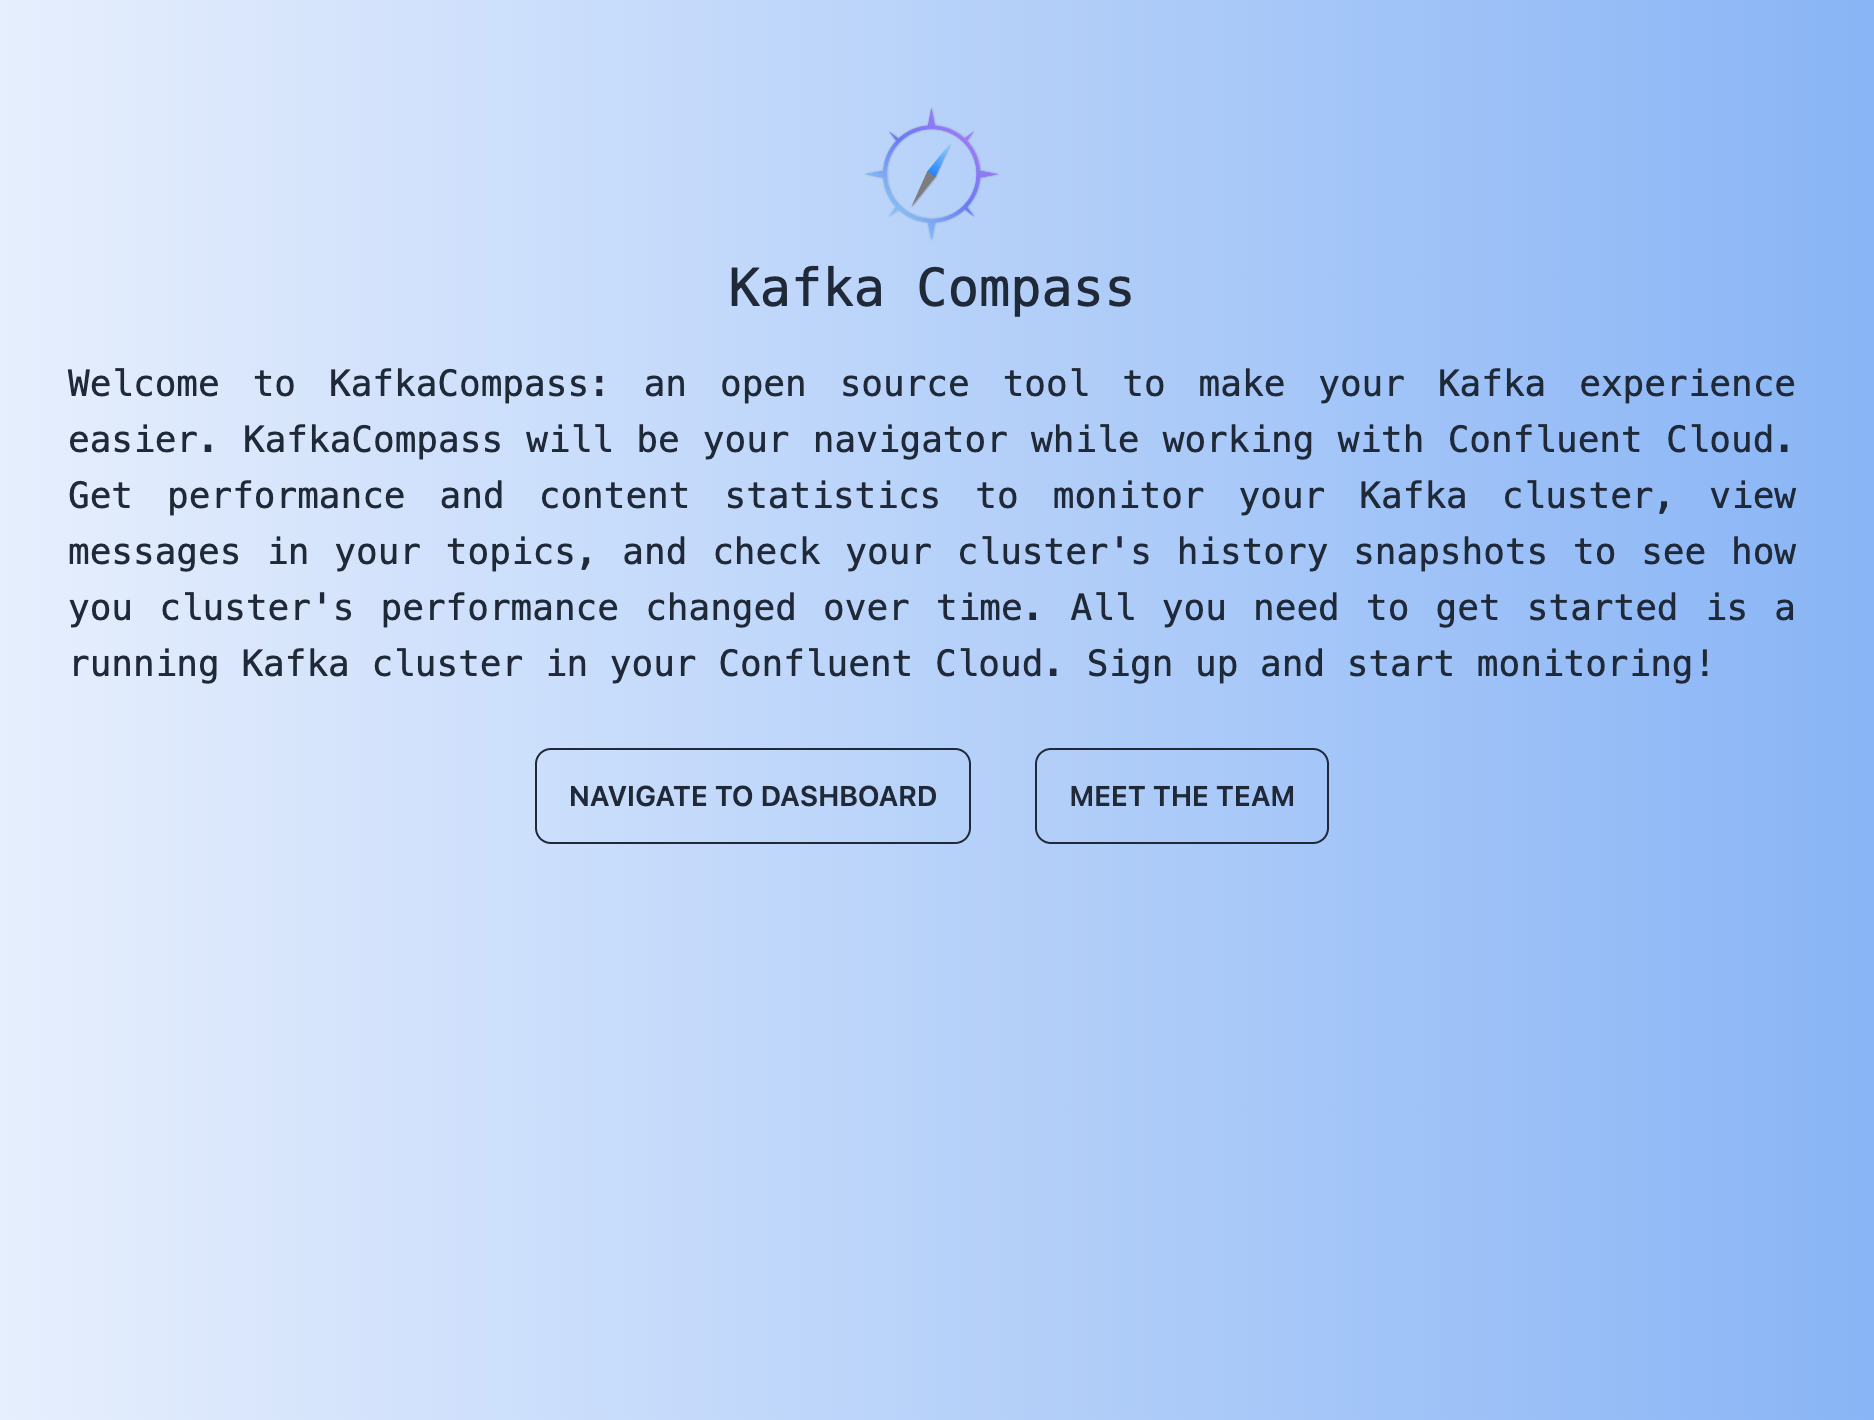 Kafka Compass
Welcome to KafkaCompass: an open source tool to make your Kafka experience
easier. KafkaCompass will be your navigator while working with Confluent Cloud.
Get performance and content statistics to monitor your Kafka cluster, view
messages in your topics, and check your cluster's history snapshots to see how
you cluster's performance changed over time. All you need to get started is a
running Kafka cluster in your Confluent Cloud. Sign up and start monitoring!
NAVIGATE TO DASHBOARD
MEET THE TEAM